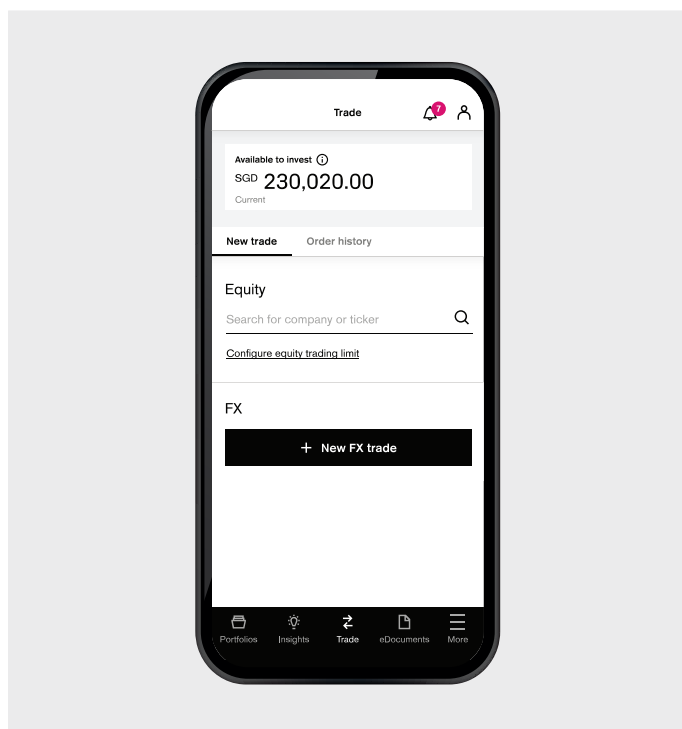 Trade
7
Available to invest
SGD 230,020.00
Current
New trade Order history
Equity
Search for company or ticker
Configure equity trading limit
FX
+ New FX trade
Portfolios Insights Trade eDocuments More